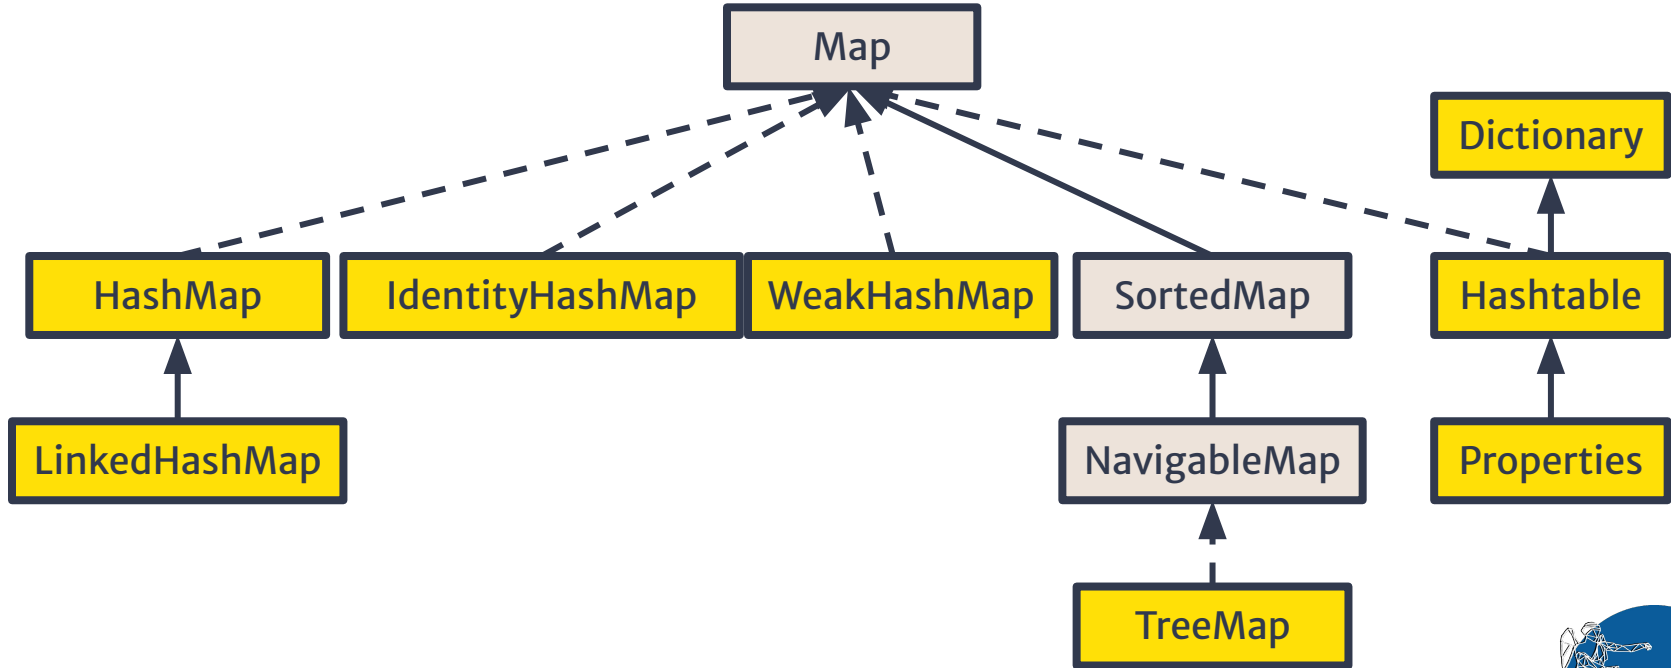 Map
Dictionary
HashMap
IdentityHashMap
WeakHashMap
SortedMap
Hashtable
LinkedHashMap
NavigableMap
Properties
TreeMap